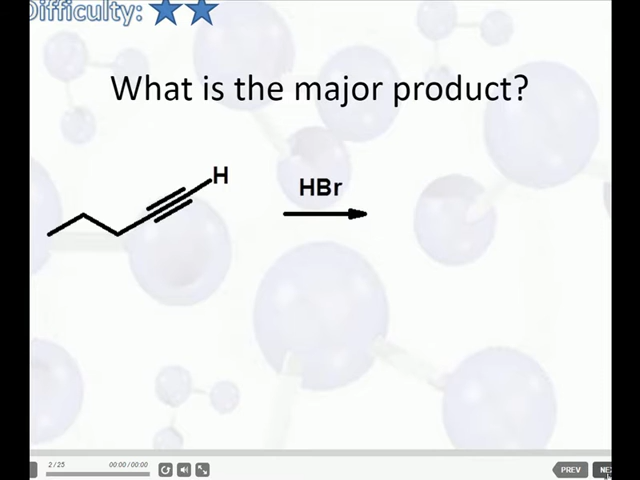 Difficulty:
What is the major product?
H
HBr
2 / 25
00:00 / 00:00
PREV